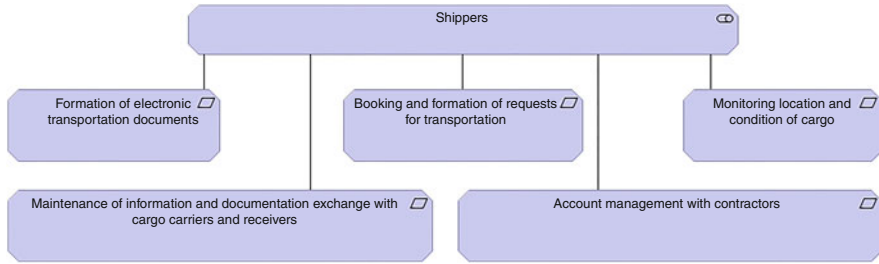 Shippers
Formation of electronic
transportation documents
Booking and formation of requests
for transportation
Monitoring location and
condition of cargo
Maintenance of information and documentation exchange with
cargo carriers and receivers
Account management with contractors